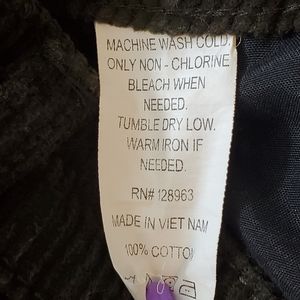 MACHINE WASH COLD.
ONLY NON - CHLORINE
BLEACH WHEN
NEEDED.
TUMBLE DRY LOW.
WARM IRON IF
NEEDED.
RN# 128963
MADE IN VIET NAM
100% COTTON